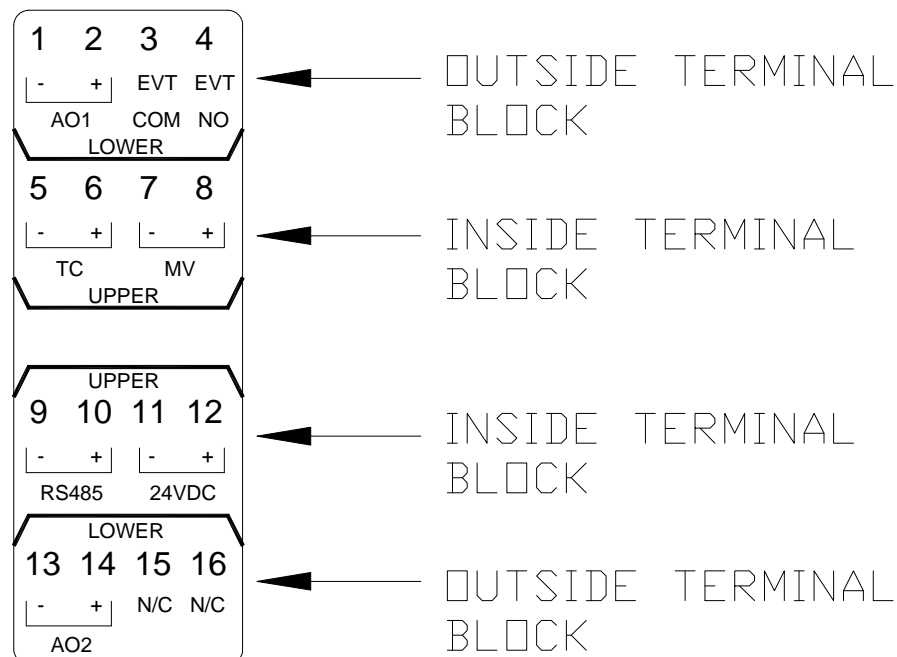 1 2 3 4
- + EVT EVT
AO1 COM NO
LOWER
OUTSIDE TERMINAL
BLOCK
5 6 7 8
- + - +
TC MV
UPPER
INSIDE TERMINAL
BLOCK
UPPER
9 10 11 12
- + - +
RS485 24VDC
INSIDE TERMINAL
BLOCK
LOWER
13 14 15 16
- + N/C N/C
AO2
OUTSIDE TERMINAL
BLOCK